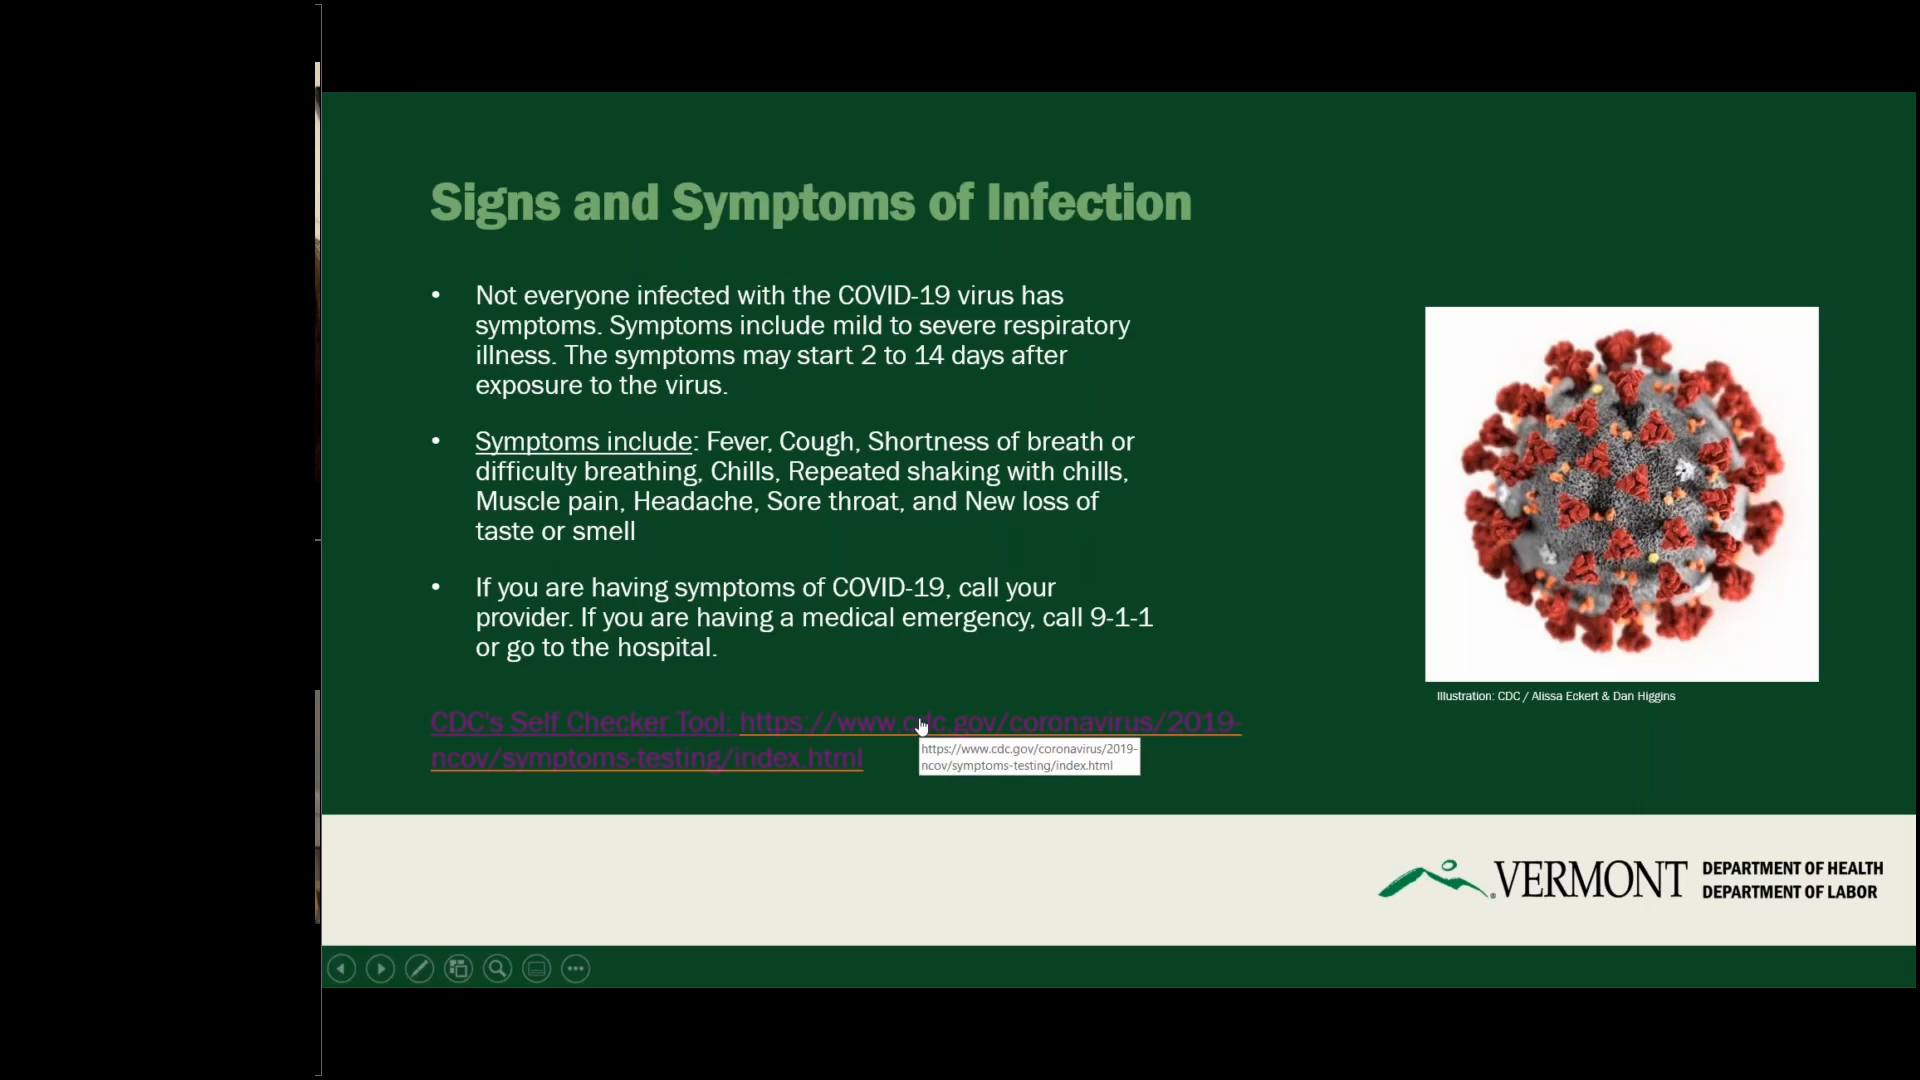 Signs and Symptoms of Infection
• Not everyone infected with the COVID-19 virus has
symptoms. Symptoms include mild to severe respiratory
illness. The symptoms may start 2 to 14 days after
exposure to the virus.
• Symptoms include: Fever, Cough, Shortness of breath or
difficulty breathing, Chills, Repeated shaking with chills,
Muscle pain, Headache, Sore throat, and New loss of
taste or smell
• If you are having symptoms of COVID-19, call your
provider. If you are having a medical emergency, call 9-1-1
or go to the hospital.
CDC's Self Checker Tool: https://www.cdc.gov/coronavirus/2019-
ncov/symptoms-testing/index.html
https://www.cdc.gov/coronavirus/2019-
ncov/symptoms-testing/index.html
Illustration: CDC / Alissa Eckert & Dan Higgins
VERMONT
DEPARTMENT OF HEALTH
DEPARTMENT OF LABOR